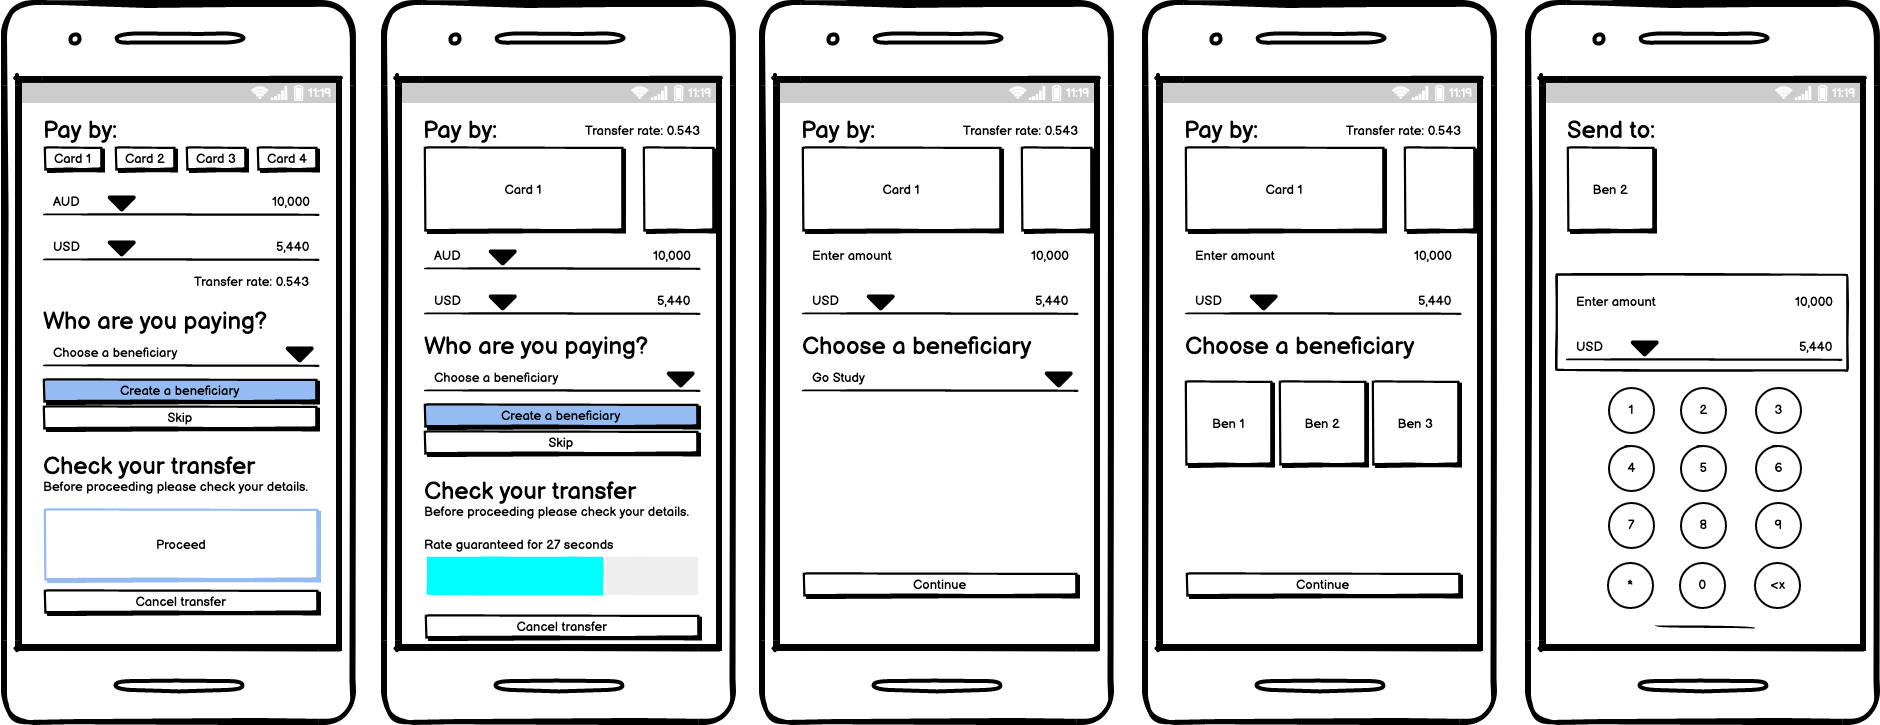 11:19
Pay by:
Card 1 Card 2 Card 3 Card 4
AUD 10,000
USD 5,440
Transfer rate: 0.543
Who are you paying?
Choose a beneficiary
Create a beneficiary
Skip
Check your transfer
Before proceeding please check your details.
Proceed
Cancel transfer
11:19
Pay by: Transfer rate: 0.543
Card 1
AUD 10,000
USD 5,440
Who are you paying?
Choose a beneficiary
Create a beneficiary
Skip
Check your transfer
Before proceeding please check your details.
Rate guaranteed for 27 seconds
Cancel transfer
11:19
Pay by: Transfer rate: 0.543
Card 1
Enter amount 10,000
USD 5,440
Choose a beneficiary
Go Study
Continue
11:19
Pay by: Transfer rate: 0.543
Card 1
Enter amount 10,000
USD 5,440
Choose a beneficiary
Ben 1 Ben 2 Ben 3
Continue
11:19
Send to:
Ben 2
Enter amount 10,000
USD 5,440
1 2 3
4 5 6
7 8 9
* 0 <x